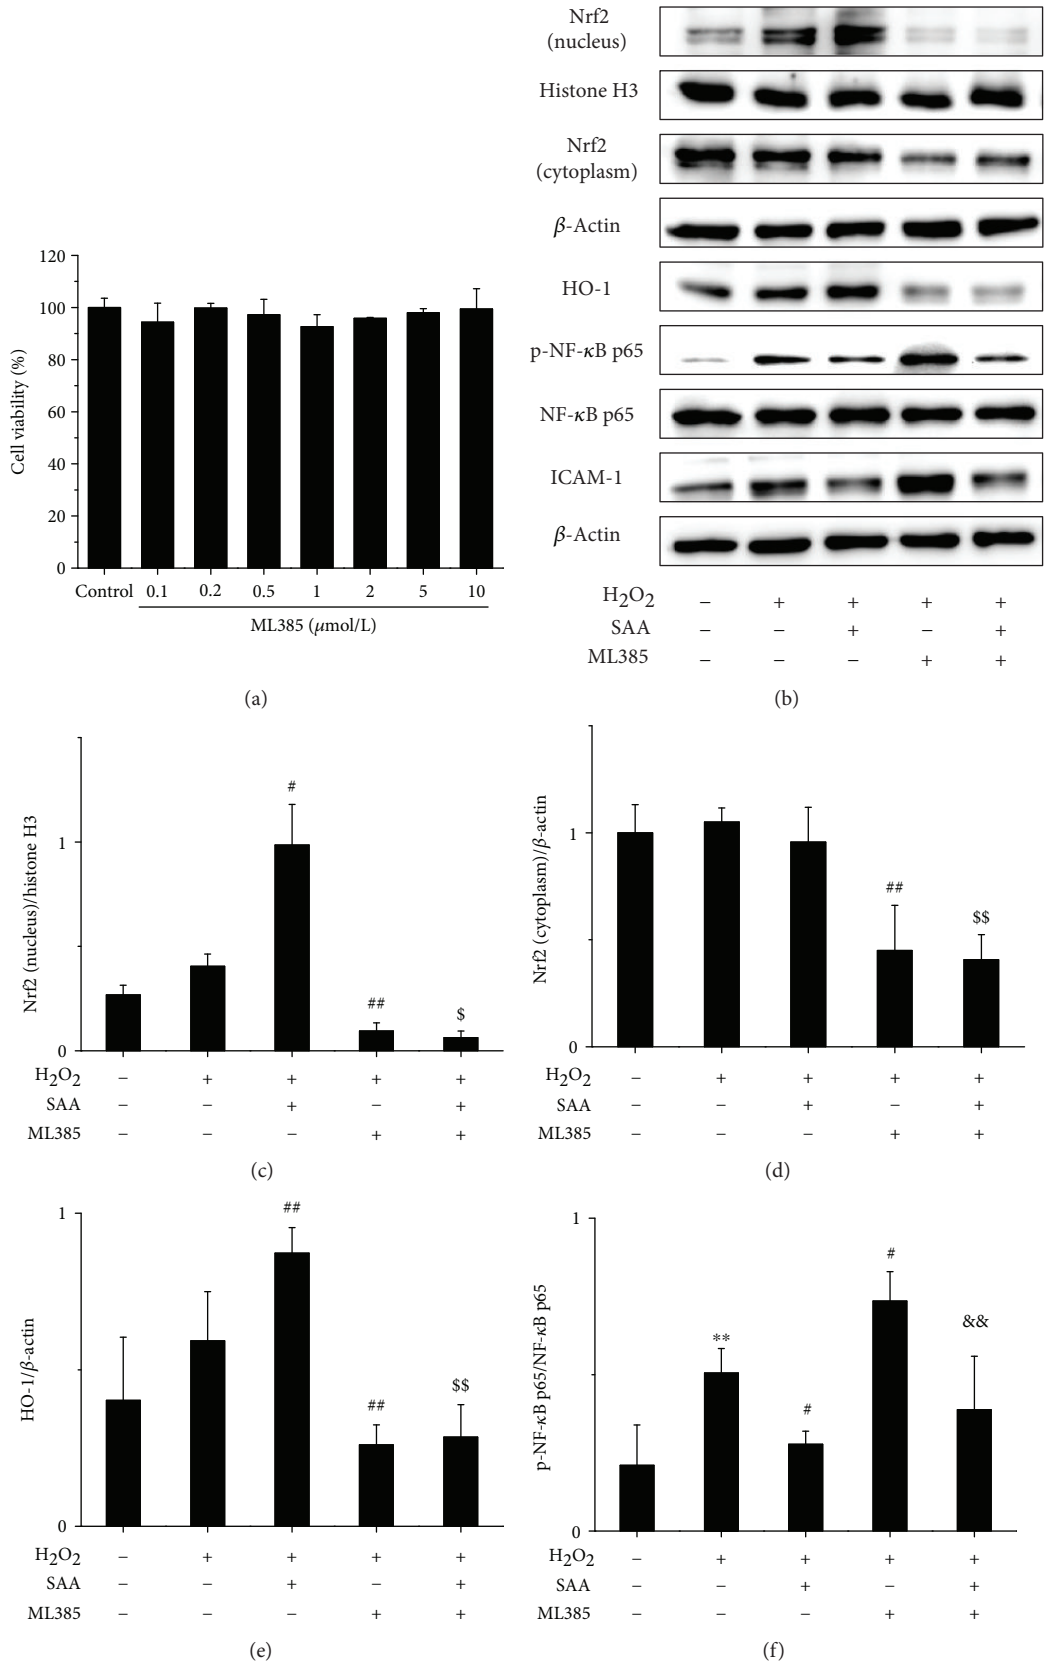 120
100
80
60
40
20
0
Cell viability (%)
Control 0.1 0.2 0.5 1 2 5 10
ML385 (μmol/L)
(a)
Nrf2
(nucleus)
Histone H3
Nrf2
(cytoplasm)
β-Actin
HO-1
p-NF-κB p65
NF-κB p65
ICAM-1
β-Actin
H2O2 − + + + +
SAA − − + − +
ML385 − − − + +
(b)
Nrf2 (nucleus)/histone H3
1
0
#
##
$
H2O2 − + + + +
SAA − − + − +
ML385 − − − + +
(c)
Nrf2 (cytoplasm)/β-actin
1
0
##
$$
H2O2 − + + + +
SAA − − + − +
ML385 − − − + +
(d)
HO-1/β-actin
1
0
##
##
$$
H2O2 − + + + +
SAA − − + − +
ML385 − − − + +
(e)
p-NF-κB p65/NF-κB p65
1
0
**
#
#
&&
H2O2 − + + + +
SAA − − + − +
ML385 − − − + +
(f)